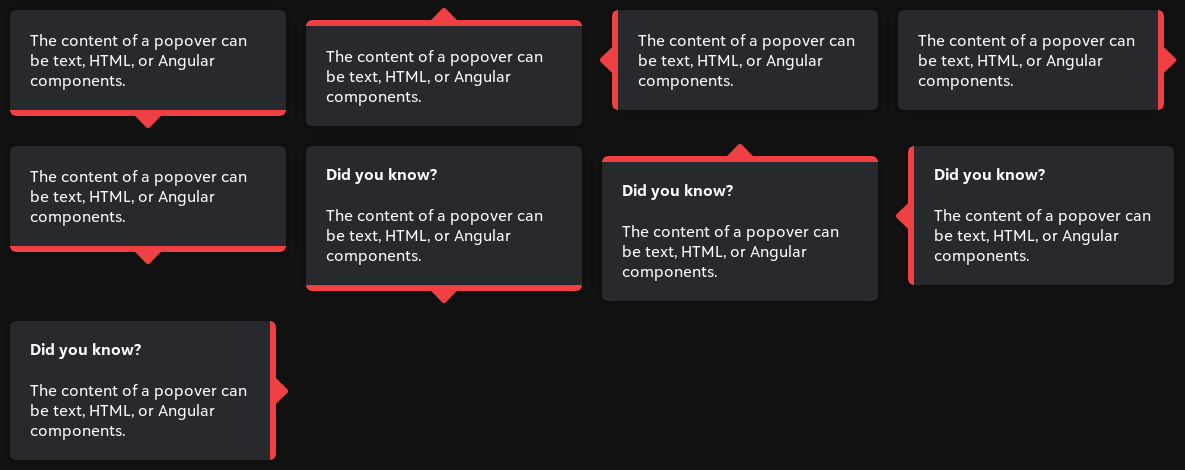 The content of a popover can
be text, HTML, or Angular
components.
The content of a popover can
be text, HTML, or Angular
components.
The content of a popover can
be text, HTML, or Angular
components.
The content of a popover can
be text, HTML, or Angular
components.
The content of a popover can
be text, HTML, or Angular
components.
Did you know?
The content of a popover can
be text, HTML, or Angular
components.
Did you know?
The content of a popover can
be text, HTML, or Angular
components.
Did you know?
The content of a popover can
be text, HTML, or Angular
components.
Did you know?
The content of a popover can
be text, HTML, or Angular
components.